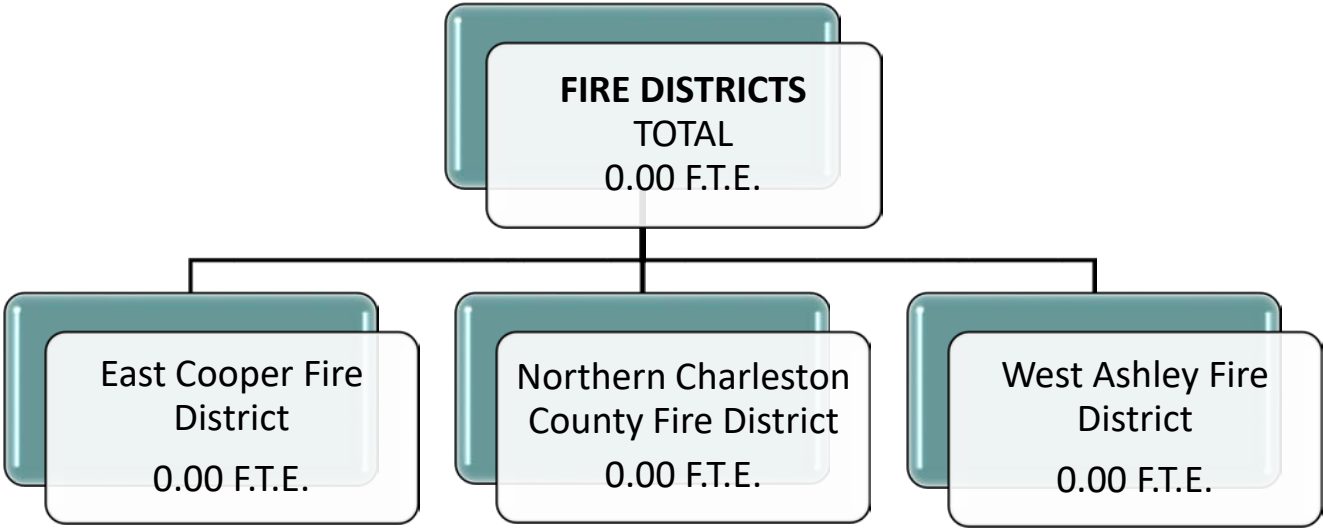 FIRE DISTRICTS
TOTAL
0.00 F.T.E.
East Cooper Fire
District
0.00 F.T.E.
Northern Charleston
County Fire District
0.00 F.T.E.
West Ashley Fire
District
0.00 F.T.E.